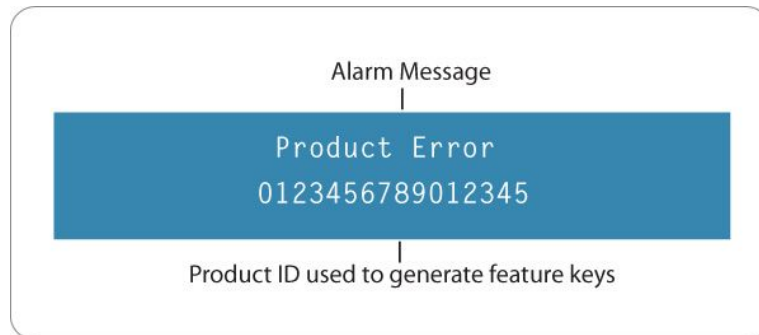 Alarm Message
Product Error
0123456789012345
Product ID used to generate feature keys